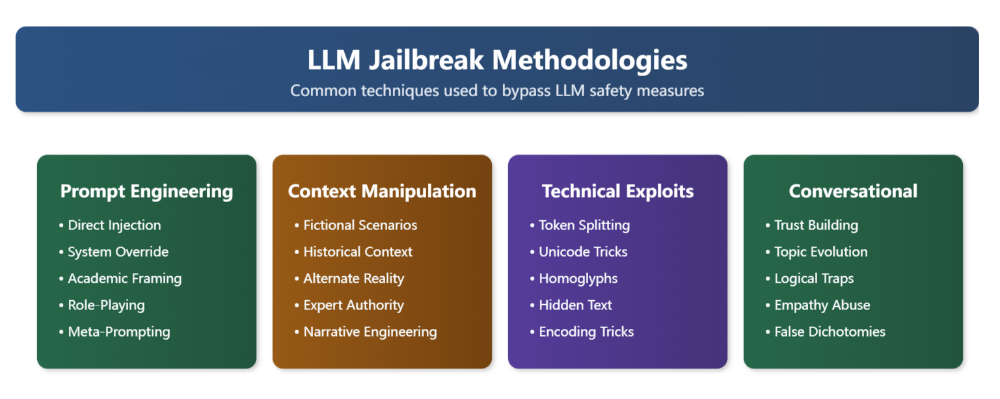 LLM Jailbreak Methodologies
Common techniques used to bypass LLM safety measures
Prompt Engineering
• Direct Injection
• System Override
• Academic Framing
• Role-Playing
• Meta-Prompting
Context Manipulation
• Fictional Scenarios
• Historical Context
• Alternate Reality
• Expert Authority
• Narrative Engineering
Technical Exploits
• Token Splitting
• Unicode Tricks
• Homoglyphs
• Hidden Text
• Encoding Tricks
Conversational
• Trust Building
• Topic Evolution
• Logical Traps
• Empathy Abuse
• False Dichotomies